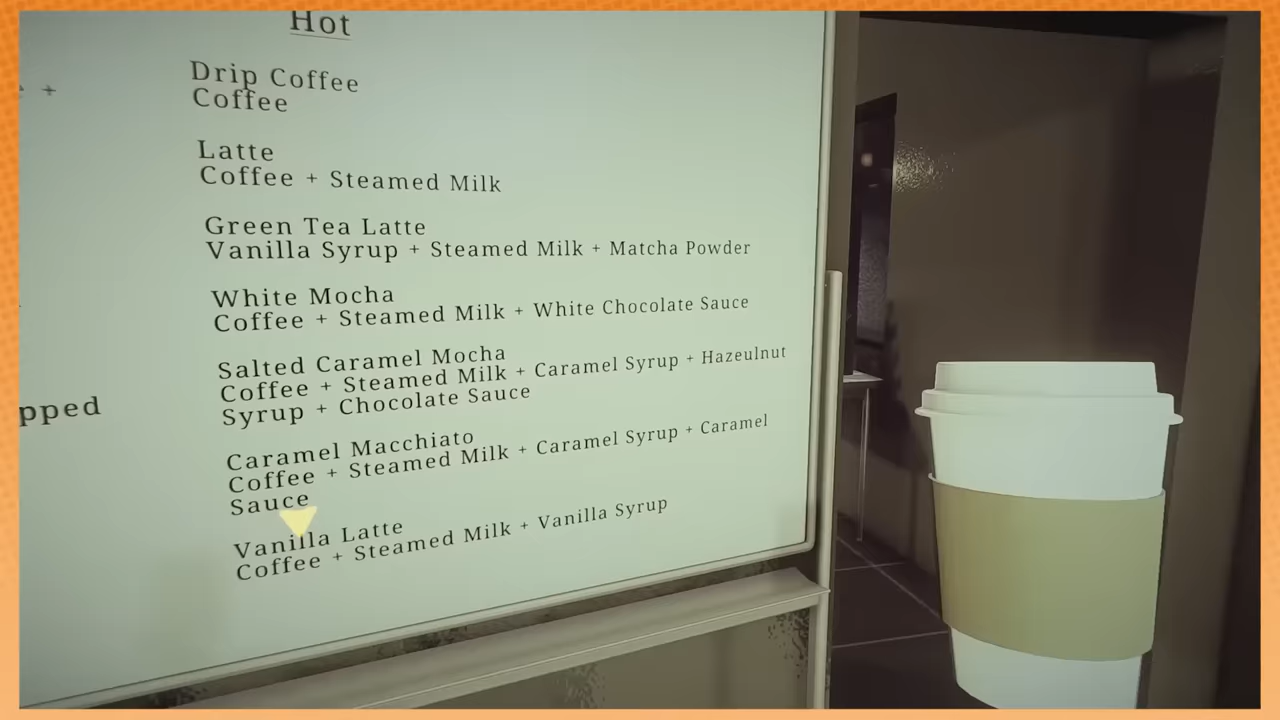 Hot
+
Drip Coffee
Coffee
Latte
Coffee + Steamed Milk
Green Tea Latte
Vanilla Syrup + Steamed Milk + Matcha Powder
White Mocha
Coffee + Steamed Milk + White Chocolate Sauce
Salted Caramel Mocha
Coffee + Steamed Milk + Caramel Syrup + Hazeulnut
Syrup + Chocolate Sauce
pped
Caramel Macchiato
Coffee + Steamed Milk + Caramel Syrup + Caramel
Sauce
Vanilla Latte
Coffee + Steamed Milk + Vanilla Syrup